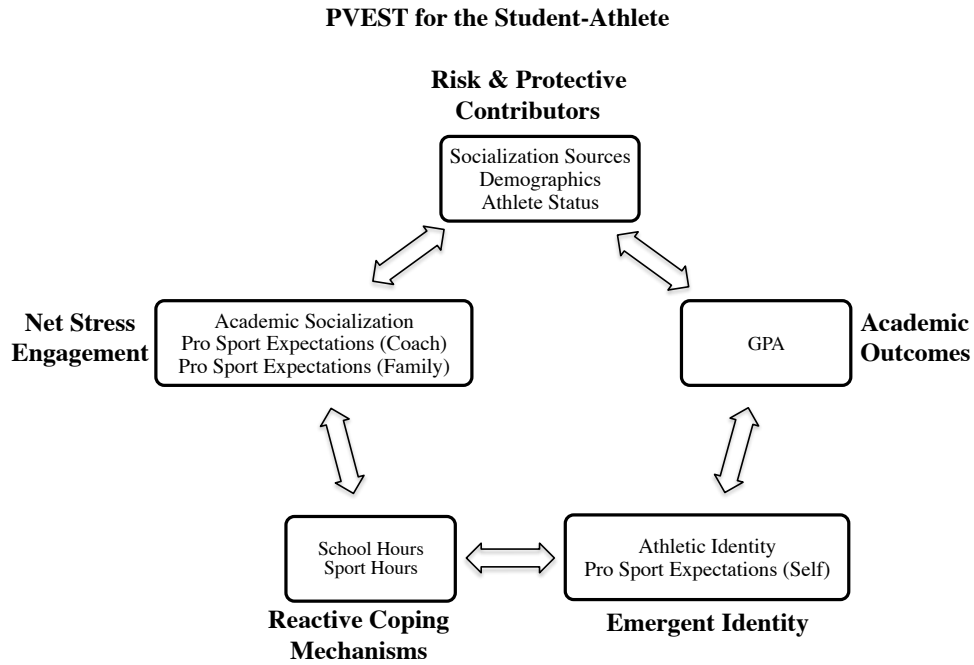 PVEST for the Student-Athlete
Risk & Protective
Contributors
Socialization Sources
Demographics
Athlete Status
Net Stress
Engagement
Academic Socialization
Pro Sport Expectations (Coach)
Pro Sport Expectations (Family)
GPA
Academic
Outcomes
School Hours
Sport Hours
Reactive Coping
Mechanisms
Athletic Identity
Pro Sport Expectations (Self)
Emergent Identity